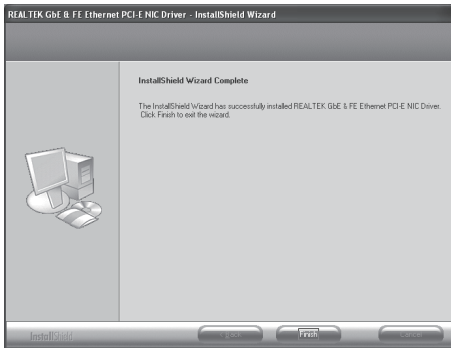 REALTEK GbE & FE Ethernet PCI-E NIC Driver - InstallShield Wizard
InstallShield Wizard Complete
The InstallShield Wizard has successfully installed REALTEK GbE & FE Ethernet PCI-E NIC Driver.
Click Finish to exit the wizard.
InstallShield
< Back
Finish
Cancel